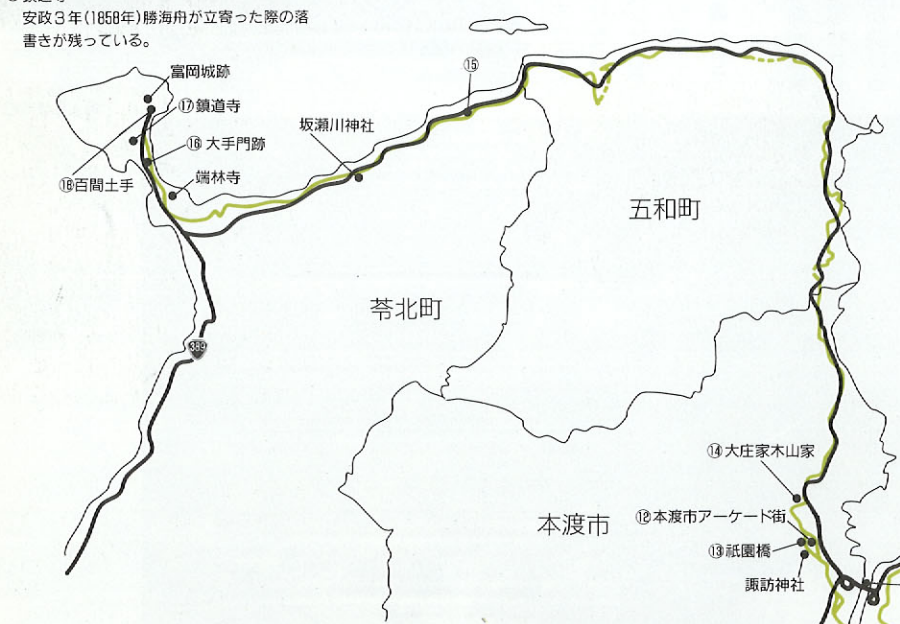 安政3年(1858年)勝海舟が立寄った際の落
書きが残っている。
富岡城跡
⑰鎮道寺
⑯大手門跡
⑱百間土手
端林寺
坂瀬川神社
⑮
五和町
苓北町
389
本渡市
⑭大庄家木山家
⑫本渡市アーケード街
⑬祇園橋
諏訪神社